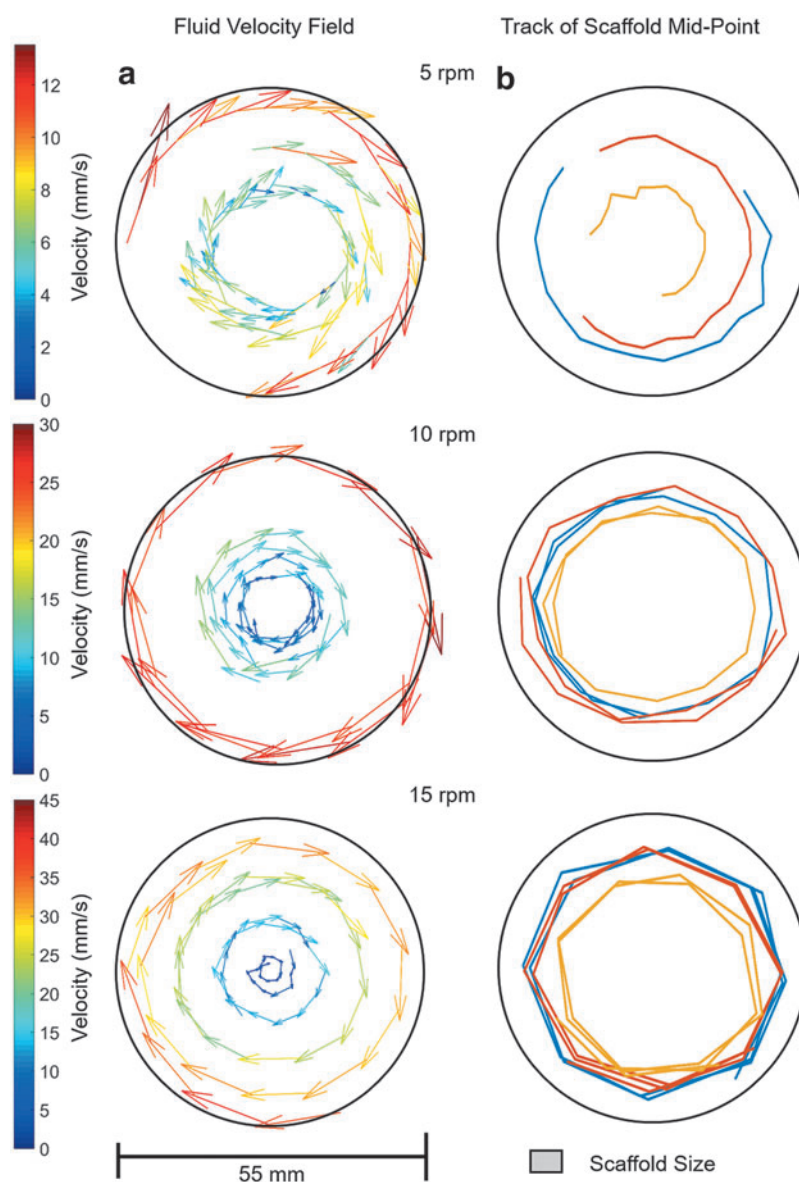 Fluid Velocity Field
Track of Scaffold Mid-Point
a
5 rpm
b
12
10
8
6
4
2
0
Velocity (mm/s)
10 rpm
30
25
20
15
10
5
0
Velocity (mm/s)
15 rpm
45
40
35
30
25
20
15
10
5
0
Velocity (mm/s)
55 mm
Scaffold Size